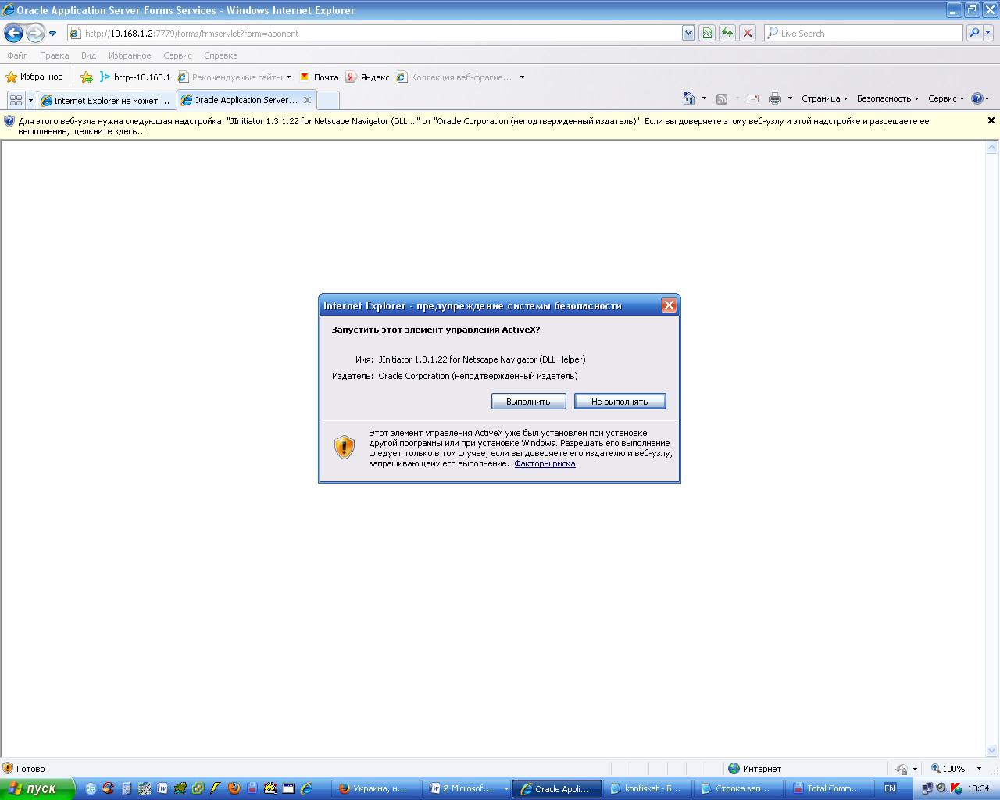 Oracle Application Server Forms Services - Windows Internet Explorer
http://10.168.1.2:7779/forms/frmservlet?form=abonent
Live Search
Файл Правка Вид Избранное Сервис Справка
Избранное http--10.168.1 Рекомендуемые сайты Почта Яндекс Коллекция веб-фрагме...
Internet Explorer не может ... Oracle Application Server... Страница Безопасность Сервис
Для этого веб-узла нужна следующая надстройка: "JInitiator 1.3.1.22 for Netscape Navigator (DLL ..." от "Oracle Corporation (неподтвержденный издатель)". Если вы доверяете этому веб-узлу и этой надстройке и разрешаете ее
выполнение, щелкните здесь...
Internet Explorer - предупреждение системы безопасности
Запустить этот элемент управления ActiveX?
Имя: JInitiator 1.3.1.22 for Netscape Navigator (DLL Helper)
Издатель: Oracle Corporation (неподтвержденный издатель)
Выполнить Не выполнять
Этот элемент управления ActiveX уже был установлен при установке
другой программы или при установке Windows. Разрешать его выполнение
следует только в том случае, если вы доверяете его издателю и веб-узлу,
запрашивающему его выполнение. Факторы риска
Готово Интернет 100%
пуск Украина, н... 2 Microsof... Oracle Appli... konfiskat - Б... Строка зап... Total Comm... EN 13:34